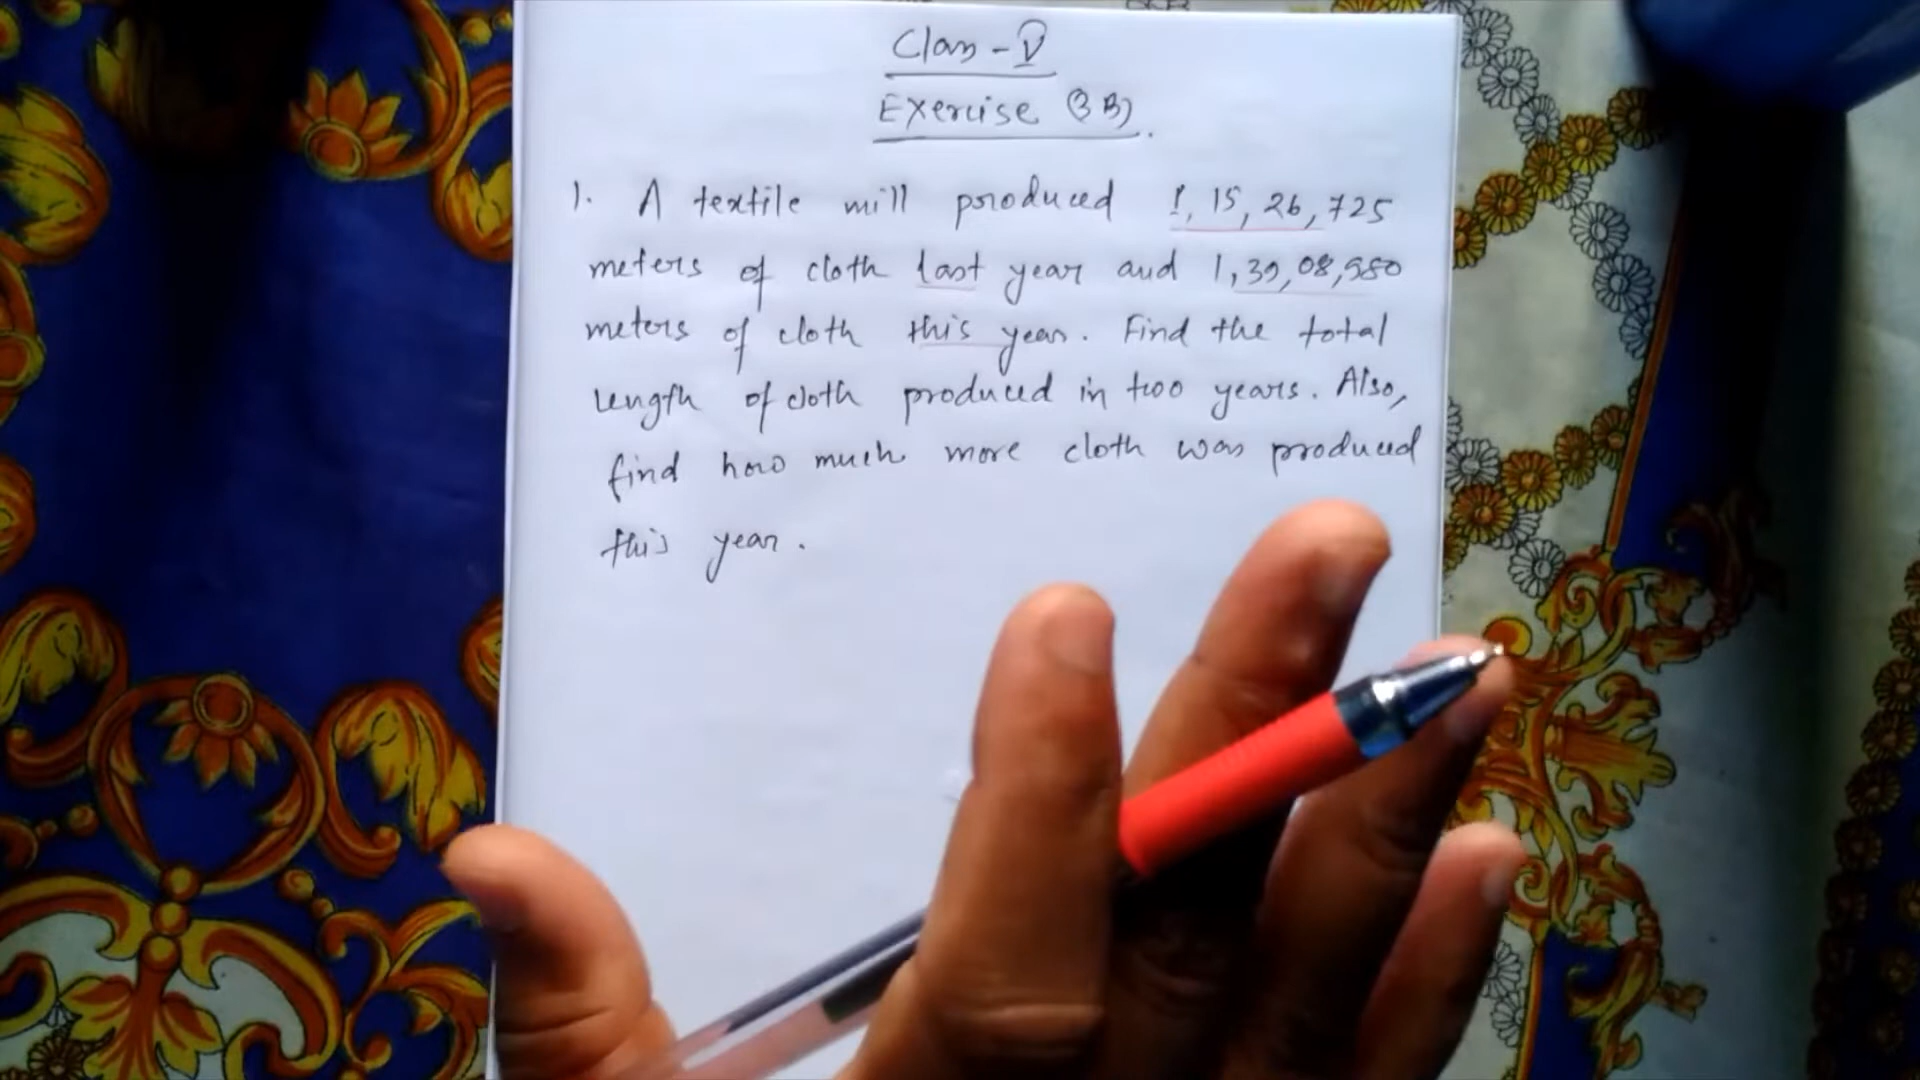 Class - V
Exercise (3B).
1. A textile mill produced 1,15,26,725
meters of cloth last year and 1,39,08,980
meters of cloth this year. Find the total
length of cloth produced in two years. Also,
find how much more cloth was produced
this year.